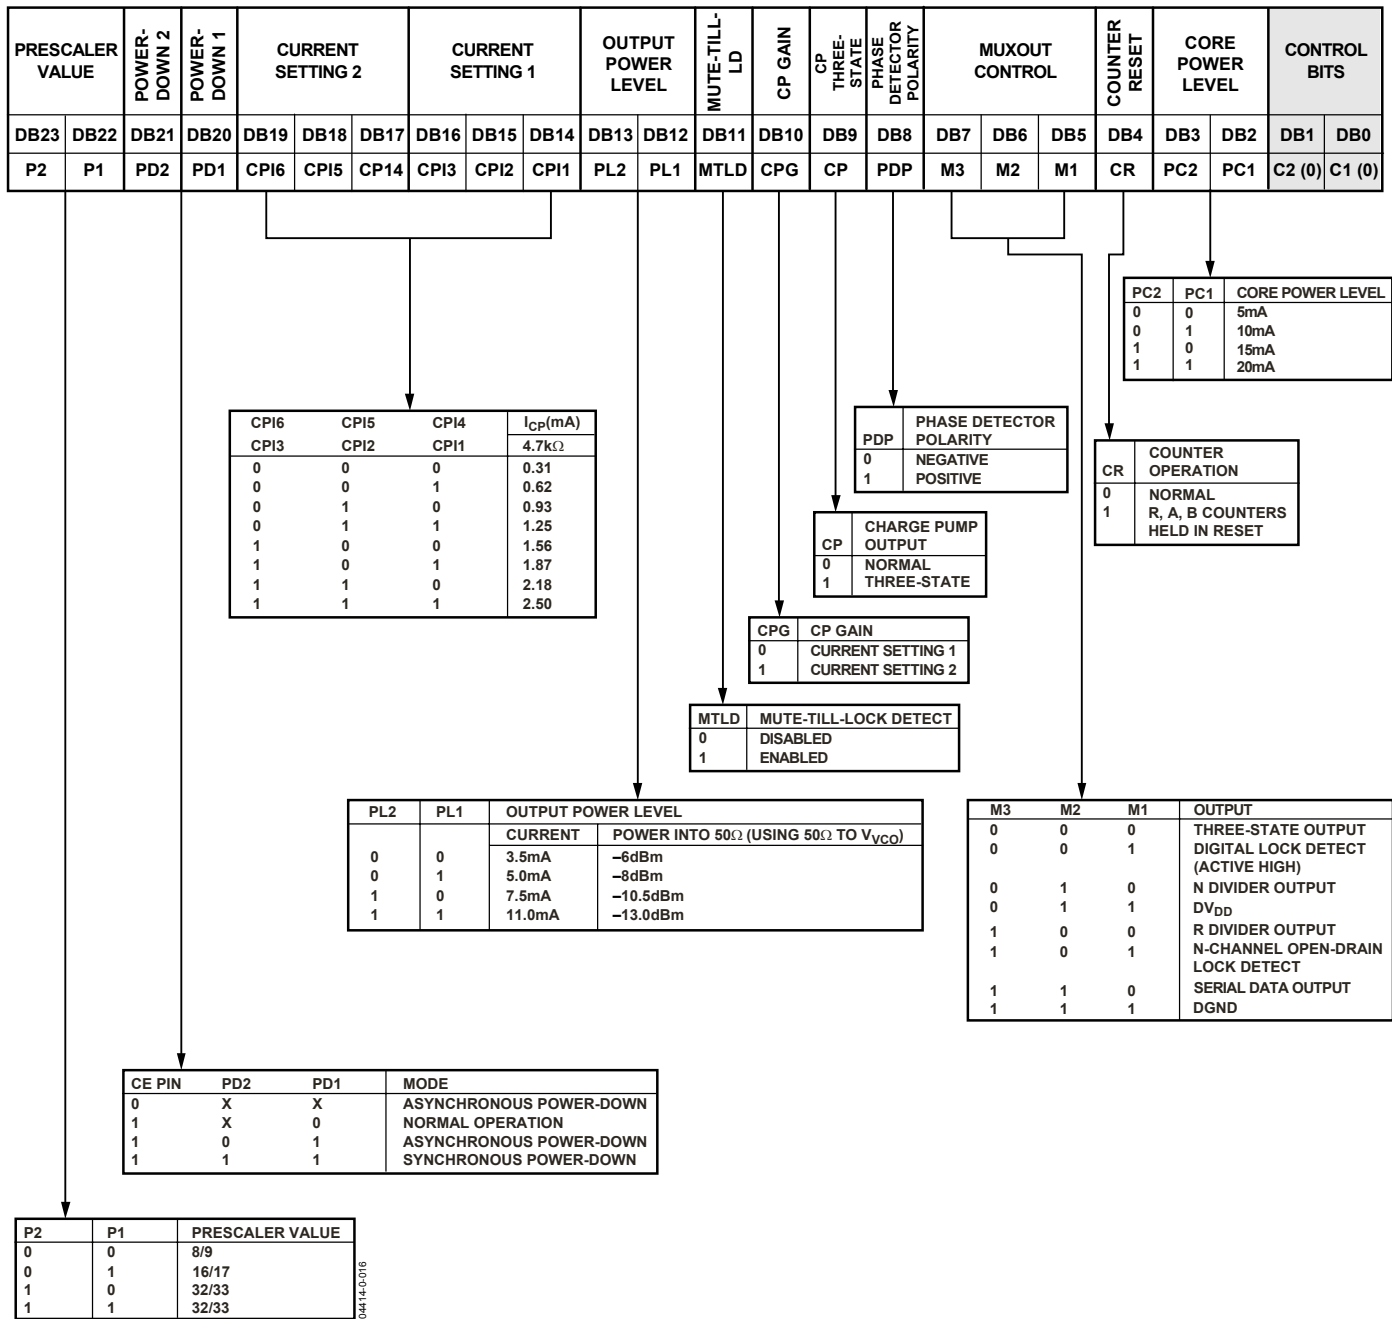 PRESCALER VALUE
POWER-DOWN 2
POWER-DOWN 1
CURRENT SETTING 2
CURRENT SETTING 1
OUTPUT POWER LEVEL
MUTE-TILL-LD
CP GAIN
CP THREE-STATE
PHASE DETECTOR POLARITY
MUXOUT CONTROL
COUNTER RESET
CORE POWER LEVEL
CONTROL BITS
DB23 DB22 DB21 DB20 DB19 DB18 DB17 DB16 DB15 DB14 DB13 DB12 DB11 DB10 DB9 DB8 DB7 DB6 DB5 DB4 DB3 DB2 DB1 DB0
P2 P1 PD2 PD1 CPI6 CPI5 CP14 CPI3 CPI2 CPI1 PL2 PL1 MTLD CPG CP PDP M3 M2 M1 CR PC2 PC1 C2 (0) C1 (0)
PC2 PC1 CORE POWER LEVEL
0 0 5mA
0 1 10mA
1 0 15mA
1 1 20mA
CPI6 CPI5 CPI4 ICP(mA)
CPI3 CPI2 CPI1 4.7kΩ
0 0 0 0.31
0 0 1 0.62
0 1 0 0.93
0 1 1 1.25
1 0 0 1.56
1 0 1 1.87
1 1 0 2.18
1 1 1 2.50
PHASE DETECTOR
PDP POLARITY
0 NEGATIVE
1 POSITIVE
COUNTER
CR OPERATION
0 NORMAL
1 R, A, B COUNTERS
HELD IN RESET
CHARGE PUMP
CP OUTPUT
0 NORMAL
1 THREE-STATE
CPG CP GAIN
0 CURRENT SETTING 1
1 CURRENT SETTING 2
MTLD MUTE-TILL-LOCK DETECT
0 DISABLED
1 ENABLED
PL2 PL1 OUTPUT POWER LEVEL
CURRENT POWER INTO 50Ω (USING 50Ω TO VVCO)
0 0 3.5mA –6dBm
0 1 5.0mA –8dBm
1 0 7.5mA –10.5dBm
1 1 11.0mA –13.0dBm
M3 M2 M1 OUTPUT
0 0 0 THREE-STATE OUTPUT
0 0 1 DIGITAL LOCK DETECT
(ACTIVE HIGH)
0 1 0 N DIVIDER OUTPUT
0 1 1 DVDD
1 0 0 R DIVIDER OUTPUT
1 0 1 N-CHANNEL OPEN-DRAIN
LOCK DETECT
1 1 0 SERIAL DATA OUTPUT
1 1 1 DGND
CE PIN PD2 PD1 MODE
0 X X ASYNCHRONOUS POWER-DOWN
1 X 0 NORMAL OPERATION
1 0 1 ASYNCHRONOUS POWER-DOWN
1 1 1 SYNCHRONOUS POWER-DOWN
P2 P1 PRESCALER VALUE
0 0 8/9
0 1 16/17
1 0 32/33
1 1 32/33
04414-0-016